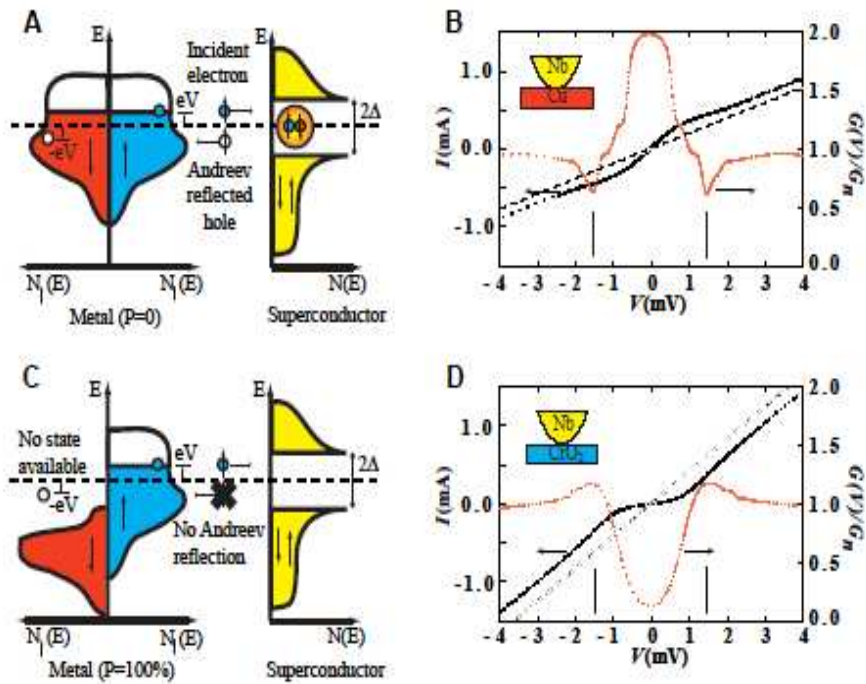 A
E
Incident
electron
E
eV
2Δ
-eV
Andreev
reflected
hole
N (E)
N (E)
N(E)
Metal (P=0)
Superconductor
B
Nb
Cu
I(mA)
1.0
0.0
-1.0
2.0
1.5
1.0
0.5
0.0
G(V)/Gn
-4 -3 -2 -1 0 1 2 3 4
V(mV)
C
E
E
No state
available
eV
2Δ
-eV
No Andreev
reflection
N (E)
N (E)
N(E)
Metal (P=100%)
Superconductor
D
Nb
CrO2
I(mA)
1.0
0.0
-1.0
2.0
1.5
1.0
0.5
0.0
G(V)/Gn
-4 -3 -2 -1 0 1 2 3 4
V(mV)